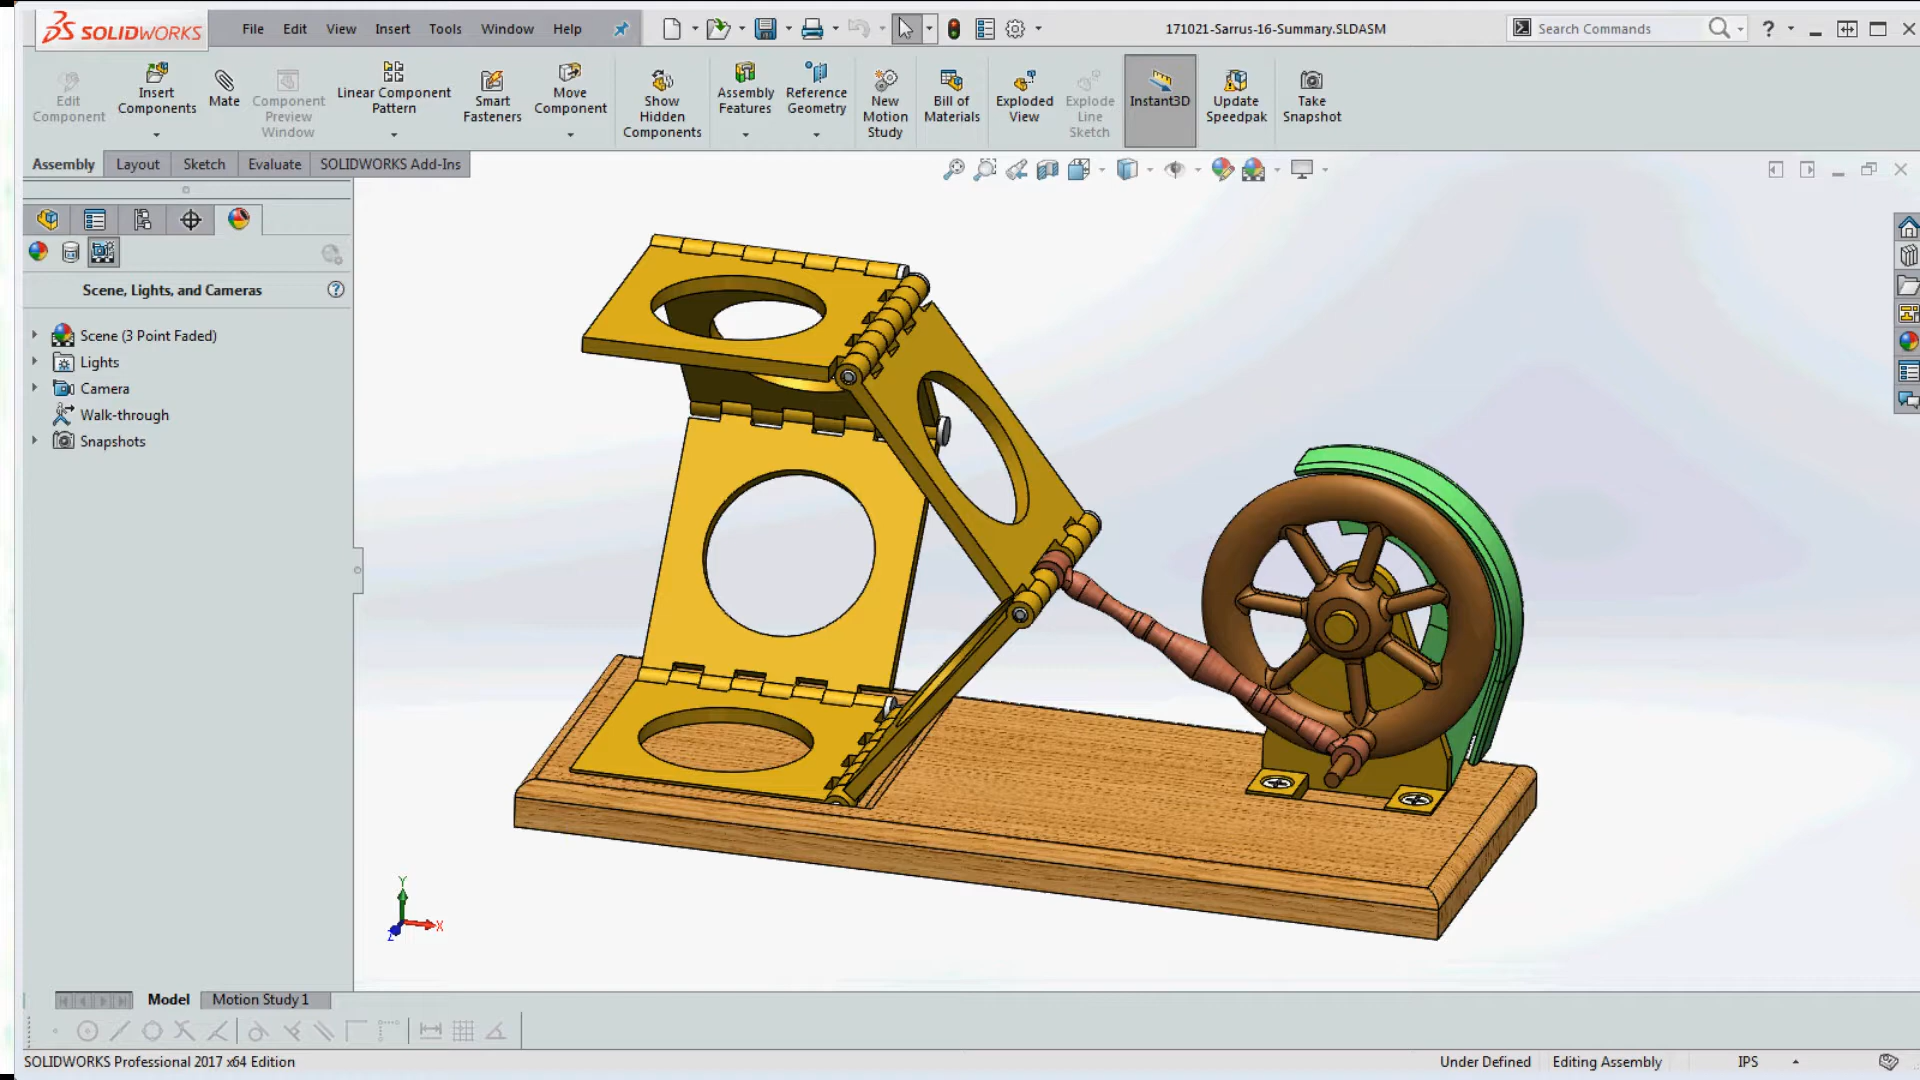 SOLIDWORKS File Edit View Insert Tools Window Help 171021-Sarrus-16-Summary.SLDASM Search Commands ?
Edit Component
Insert Components
Mate
Component Preview Window
Linear Component Pattern
Smart Fasteners
Move Component
Show Hidden Components
Assembly Features
Reference Geometry
New Motion Study
Bill of Materials
Exploded View
Explode Line Sketch
Instant3D
Update Speedpak
Take Snapshot
Assembly Layout Sketch Evaluate SOLIDWORKS Add-Ins
Scene, Lights, and Cameras ?
Scene (3 Point Faded)
Lights
Camera
Walk-through
Snapshots
Y
X
Z
Model Motion Study 1
SOLIDWORKS Professional 2017 x64 Edition Under Defined Editing Assembly IPS